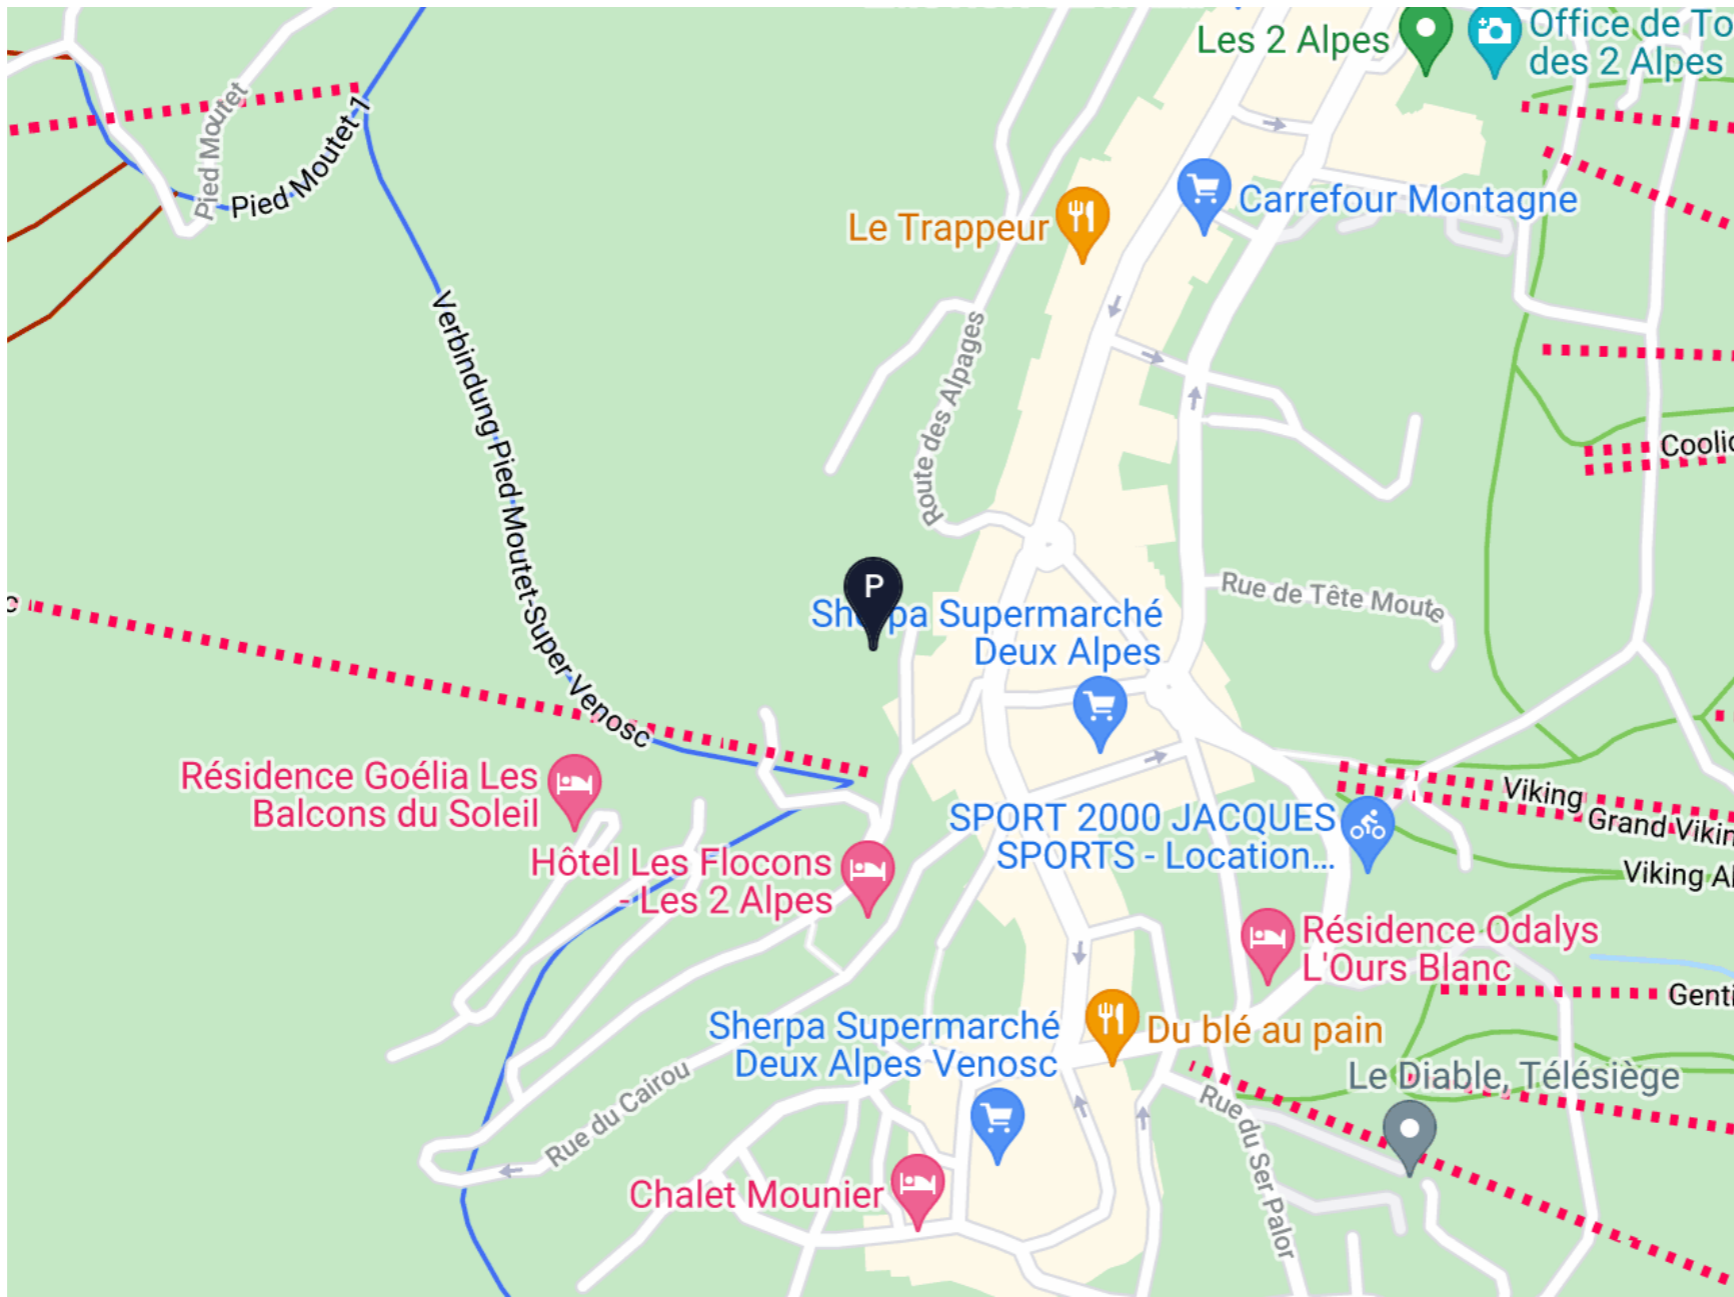 Les 2 Alpes
Office de To
des 2 Alpes
Pied Moutet
Pied Moutet 1
Le Trappeur
Carrefour Montagne
Verbindung Pied Moutet-Super Venosc
Route des Alpages
Coolic
c
P
Rue de Tête Moute
Sherpa Supermarché
Deux Alpes
Résidence Goélia Les
Balcons du Soleil
Viking
Grand Vikin
SPORT 2000 JACQUES
SPORTS - Location...
Viking Al
Hôtel Les Flocons
- Les 2 Alpes
Résidence Odalys
L'Ours Blanc
Genti
Sherpa Supermarché
Deux Alpes Venosc
Du blé au pain
Le Diable, Télésiège
Rue du Cairou
Rue du Ser Palor
Chalet Mounier